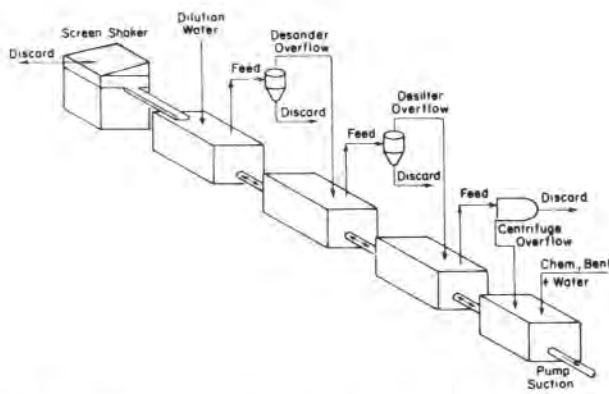 Screen Shaker
Discard
Dilution
Water
Feed
Desander
Overflow
Discard
Feed
Desilter
Overflow
Discard
Feed
Discard
Centrifuge
Overflow
Chem., Bent
+ Water
Pump
Suction